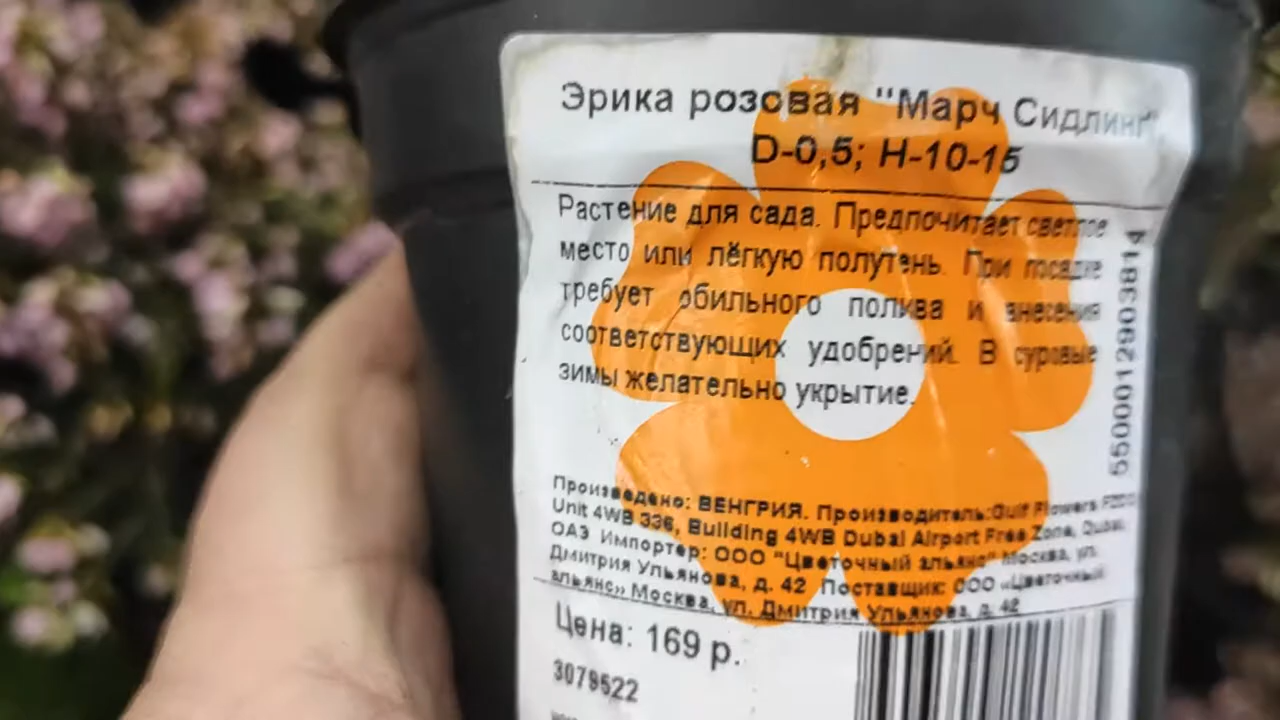 Эрика розовая "Марч Сидлинг"
D-0,5; H-10-15
Растение для сада. Предпочитает светлое
место или лёгкую полутень. При посадке
требует обильного полива и внесения
соответствующих удобрений. В суровые
зимы желательно укрытие.
5500012903814
Произведено: ВЕНГРИЯ. Производитель:Gulf Flowers
Unit 4WB 336, Building 4WB Dubai Airport Free Zone, Dubai,
ОАЭ Импортер: ООО "Цветочный альянс" Москва, ул.
Дмитрия Ульянова, д. 42 Поставщик: ООО «Цветочный
альянс» Москва, ул. Дмитрия Ульянова, д. 42
Цена: 169 р.
3079522